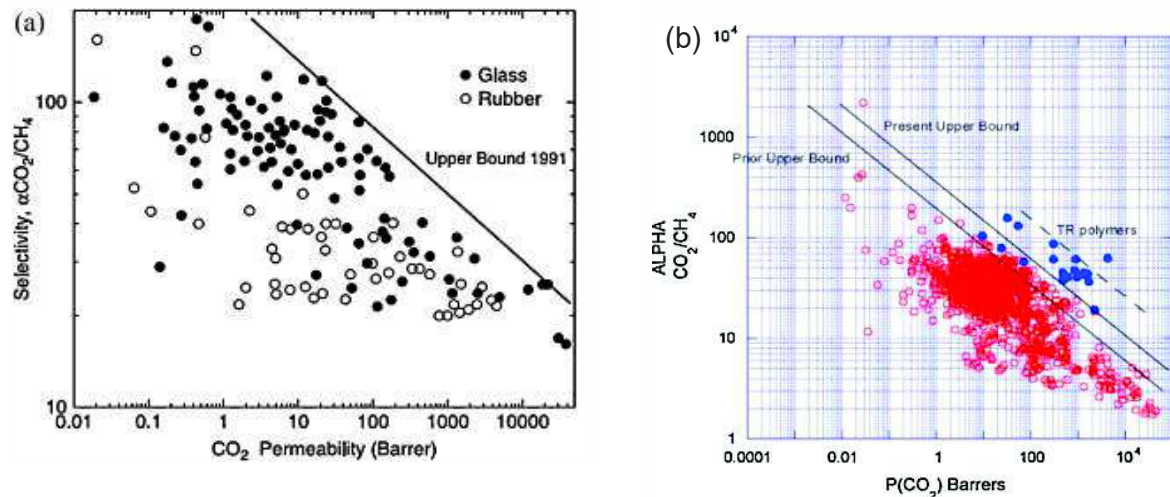 (a)
100
10
Selectivity, αCO₂/CH₄
Glass
Rubber
Upper Bound 1991
0.01 0.1 1 10 100 1000 10000
CO₂ Permeability (Barrer)
(b)
10⁴
1000
100
10
1
ALPHA
CO₂/CH₄
Present Upper Bound
Prior Upper Bound
TR polymers
0.0001 0.01 1 100 10⁴
P(CO₂) Barrers